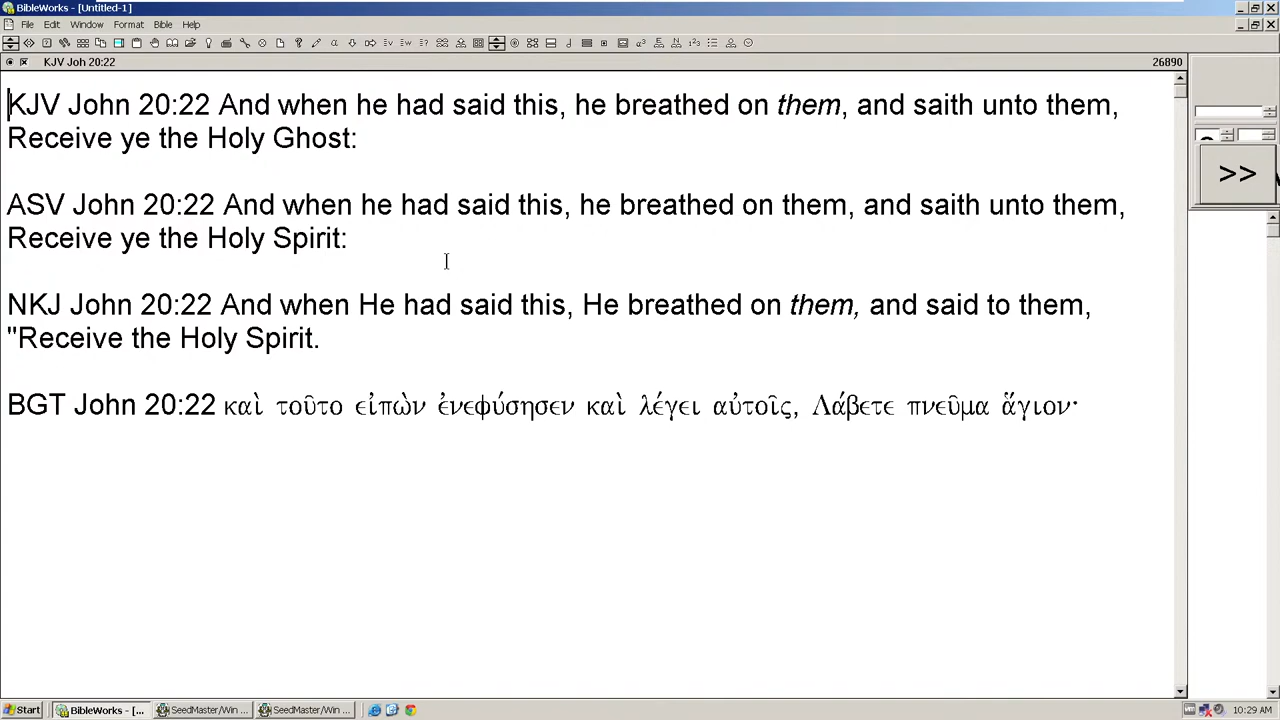 BibleWorks - [Untitled-1]
File Edit Window Format Bible Help
KJV Joh 20:22 26890
KJV John 20:22 And when he had said this, he breathed on them, and saith unto them,
Receive ye the Holy Ghost:
>>
ASV John 20:22 And when he had said this, he breathed on them, and saith unto them,
Receive ye the Holy Spirit:
NKJ John 20:22 And when He had said this, He breathed on them, and said to them,
"Receive the Holy Spirit.
BGT John 20:22 καὶ τοῦτο εἰπὼν ἐνεφύσησεν καὶ λέγει αὐτοῖς, Λάβετε πνεῦμα ἅγιον·
Start BibleWorks - [... SeedMaster/Win ... SeedMaster/Win ... 10:29 AM